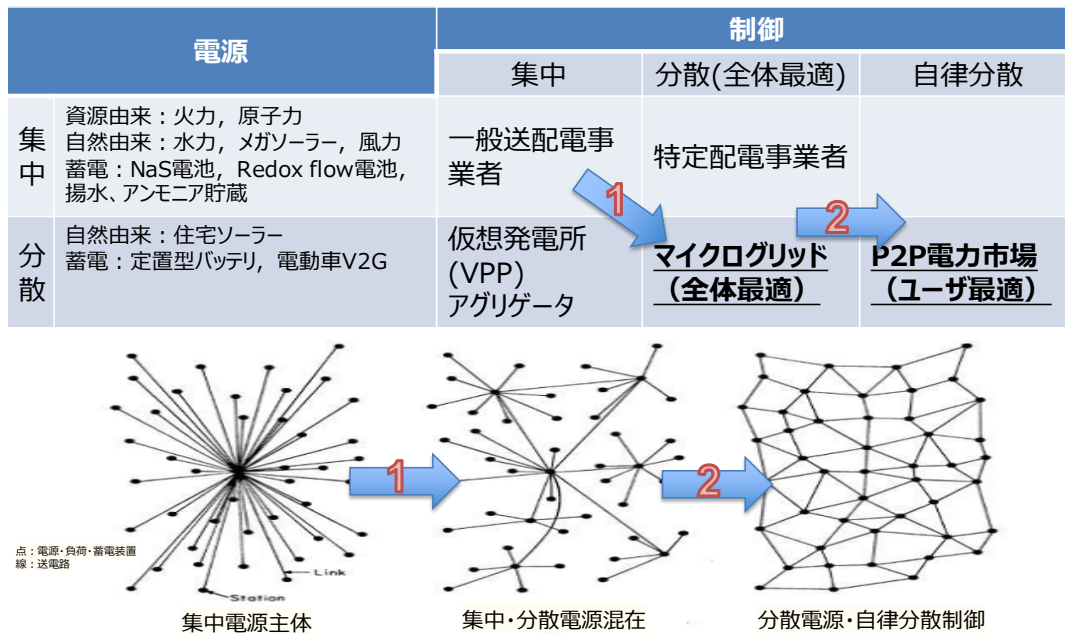 電源
制御
集中
分散(全体最適)
自律分散
集
中
資源由来：火力，原子力
自然由来：水力，メガソーラー，風力
蓄電：NaS電池，Redox flow電池，
揚水、アンモニア貯蔵
一般送配電事
業者
特定配電事業者
1
2
分
散
自然由来：住宅ソーラー
蓄電：定置型バッテリ，電動車V2G
仮想発電所
(VPP)
アグリゲータ
マイクログリッド
（全体最適）
P2P電力市場
（ユーザ最適）
1
2
点：電源・負荷・蓄電装置
線：送電路
Link
Station
集中電源主体
集中・分散電源混在
分散電源・自律分散制御